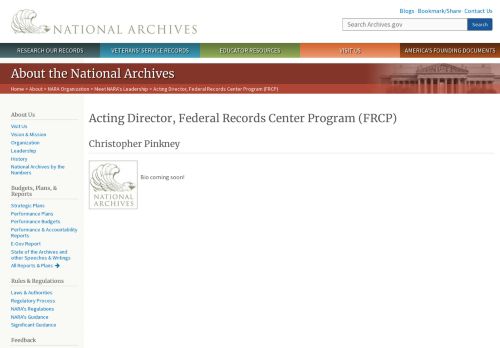 NATIONAL ARCHIVES
Blogs · Bookmark/Share · Contact Us
Search Archives.gov
Search
RESEARCH OUR RECORDS
VETERANS' SERVICE RECORDS
EDUCATOR RESOURCES
VISIT US
AMERICA'S FOUNDING DOCUMENTS
About the National Archives
Home > About > NARA Organization > Meet NARA's Leadership > Acting Director, Federal Records Center Program (FRCP)
About Us
Visit Us
Vision & Mission
Organization
Leadership
History
National Archives by the
Numbers
Budgets, Plans, &
Reports
Strategic Plans
Performance Plans
Performance Budgets
Performance & Accountability
Reports
E-Gov Report
State of the Archives and
other Speeches & Writings
All Reports & Plans →
Rules & Regulations
Laws & Authorities
Regulatory Process
NARA's Regulations
NARA's Guidance
Significant Guidance
Feedback
Acting Director, Federal Records Center Program (FRCP)
Christopher Pinkney
NATIONAL
ARCHIVES
Bio coming soon!